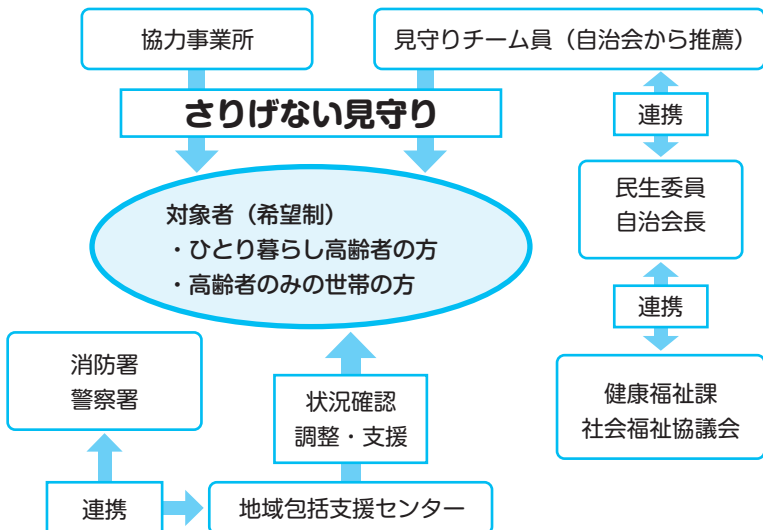 協力事業所
見守りチーム員（自治会から推薦）
さりげない見守り
連携
対象者（希望制）
・ひとり暮らし高齢者の方
・高齢者のみの世帯の方
民生委員
自治会長
連携
消防署
警察署
状況確認
調整・支援
健康福祉課
社会福祉協議会
連携
地域包括支援センター